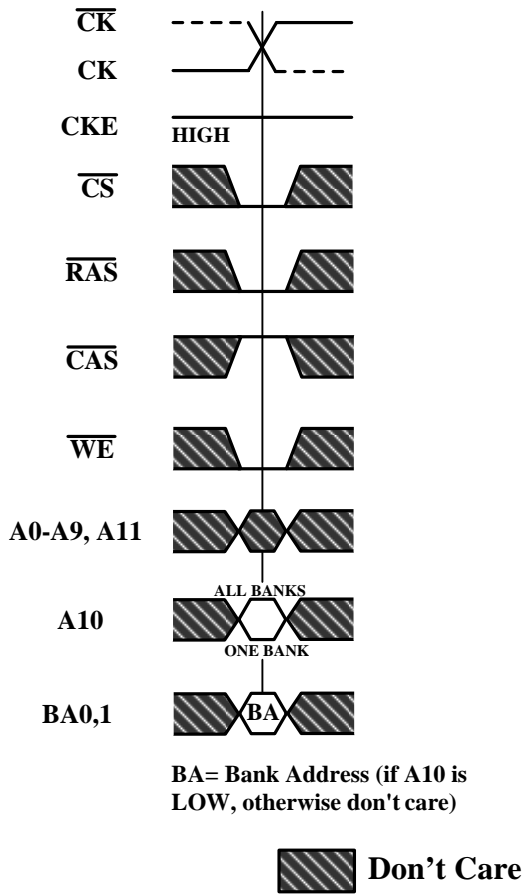 CK
CK
CKE
HIGH
CS
RAS
CAS
WE
A0-A9, A11
ALL BANKS
A10
ONE BANK
BA0,1
BA
BA= Bank Address (if A10 is
LOW, otherwise don't care)
Don't Care